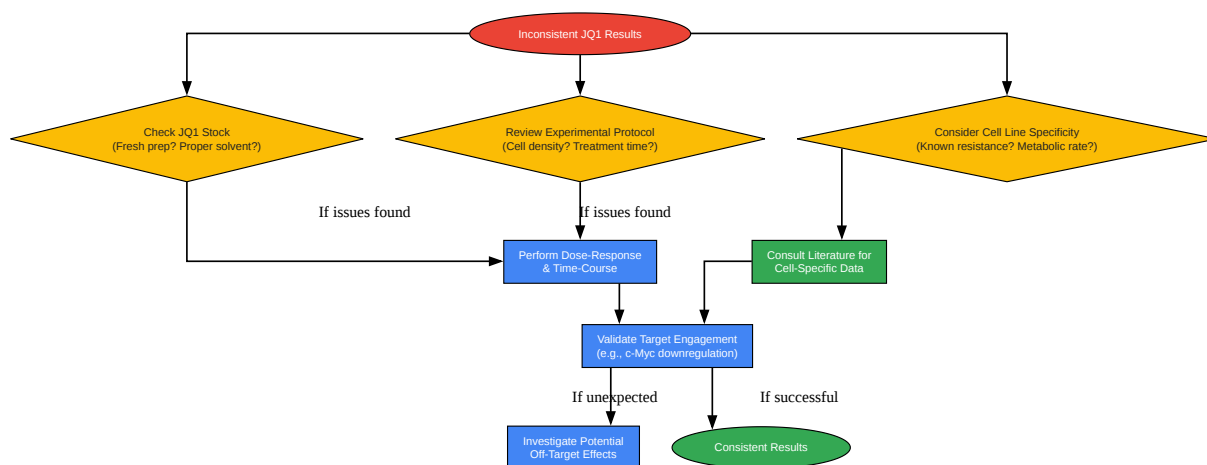 Inconsistent JQ1 Results
Check JQ1 Stock
(Fresh prep? Proper solvent?)
Review Experimental Protocol
(Cell density? Treatment time?)
Consider Cell Line Specificity
(Known resistance? Metabolic rate?)
If issues found
If issues found
Perform Dose-Response
& Time-Course
Consult Literature for
Cell-Specific Data
Validate Target Engagement
(e.g., c-Myc downregulation)
If unexpected
If successful
Investigate Potential
Off-Target Effects
Consistent Results